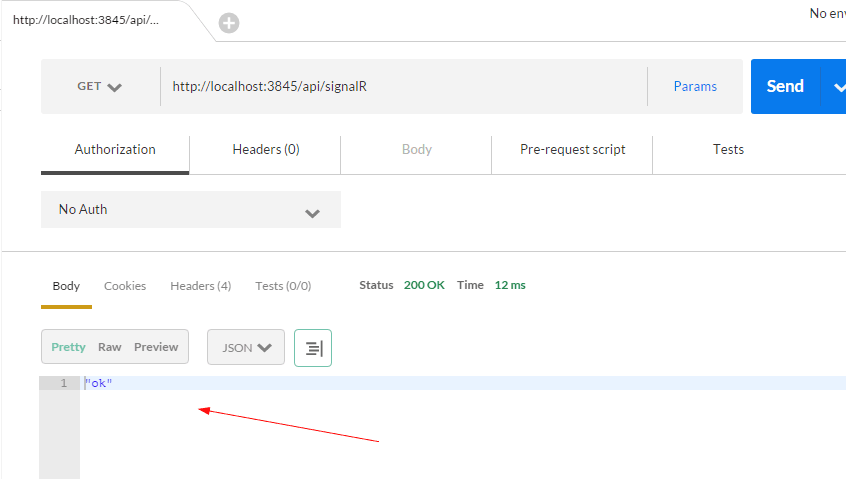 http://localhost:3845/api/...
No env
GET
http://localhost:3845/api/signalR
Params
Send
Authorization
Headers (0)
Body
Pre-request script
Tests
No Auth
Body
Cookies
Headers (4)
Tests (0/0)
Status 200 OK Time 12 ms
Pretty Raw Preview
JSON
1 "ok"